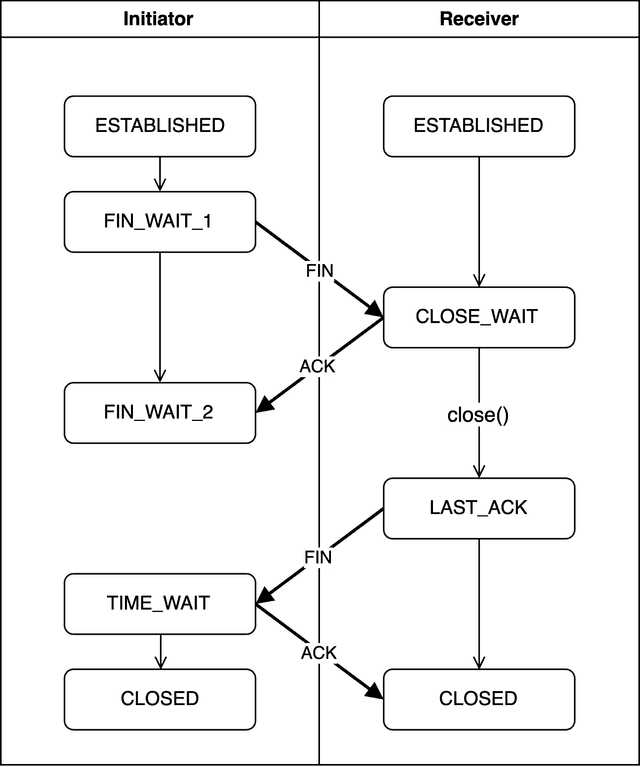 Initiator
Receiver
ESTABLISHED
ESTABLISHED
FIN_WAIT_1
FIN
CLOSE_WAIT
ACK
FIN_WAIT_2
close()
LAST_ACK
FIN
TIME_WAIT
ACK
CLOSED
CLOSED